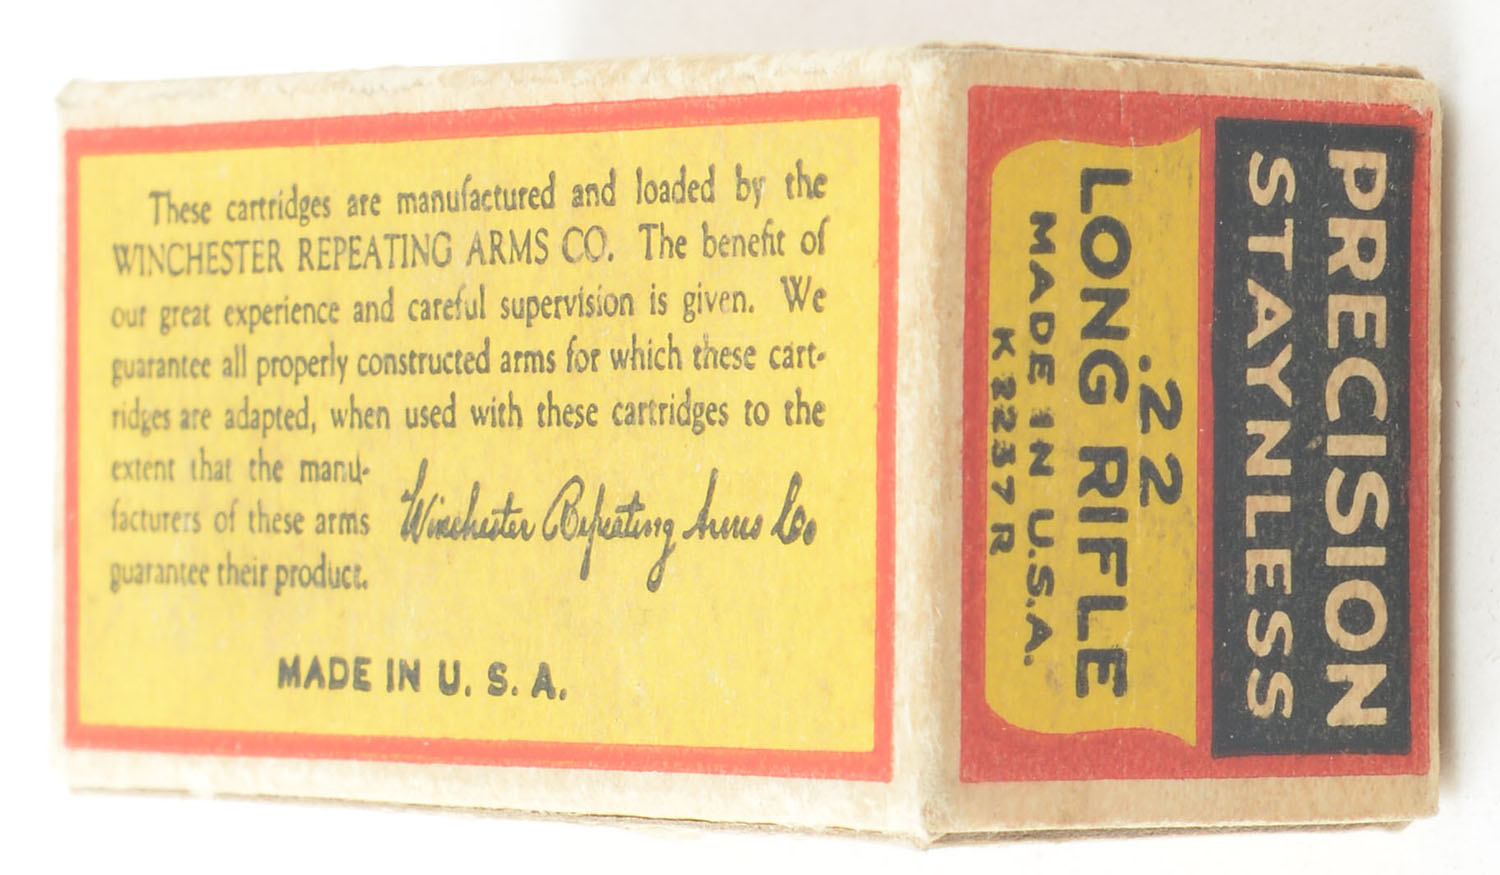 These cartridges are manufactured and loaded by the
WINCHESTER REPEATING ARMS CO. The benefit of
our great experience and careful supervision is given. We
guarantee all properly constructed arms for which these cart-
ridges are adapted, when used with these cartridges to the
extent that the manu-
facturers of these arms
guarantee their product.
Winchester Repeating Arms Co.
MADE IN U. S. A.
PRECISION
STAYNLESS
.22
LONG RIFLE
MADE IN U.S.A.
K2237R